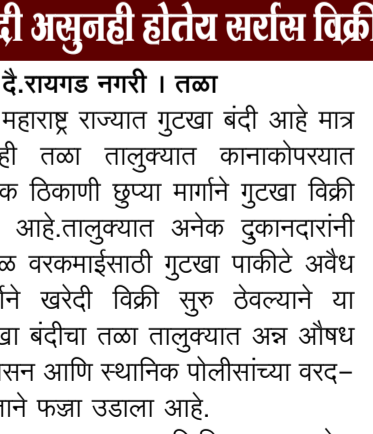 दी असुनही होतेय सर्रास विक्री
दै.रायगड नगरी । तळा
महाराष्ट्र राज्यात गुटखा बंदी आहे मात्र
ही तळा तालुक्यात कानाकोपरयात
क ठिकाणी छुप्या मार्गाने गुटखा विक्री
आहे.तालुक्यात अनेक दुकानदारांनी
ळ वरकमाईसाठी गुटखा पाकीटे अवैध
र्गाने खरेदी विक्री सुरु ठेवल्याने या
खा बंदीचा तळा तालुक्यात अन्न औषध
ासन आणि स्थानिक पोलीसांच्या वरद–
ताने फज्जा उडाला आहे.